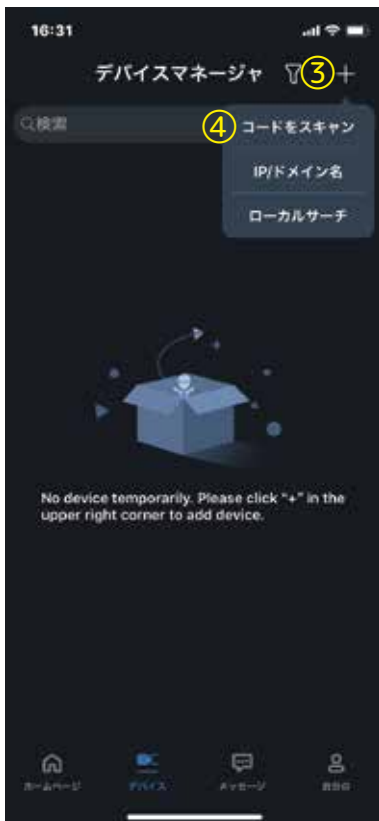 16:31
デバイスマネージャ ③ +
検索
④ コードをスキャン
IP/ドメイン名
ローカルサーチ
No device temporarily. Please click "+" in the
upper right corner to add device.
ホームページ デバイス メッセージ 自分の